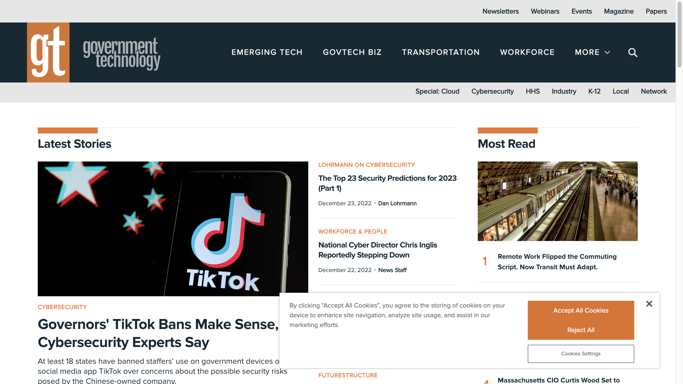 Newsletters Webinars Events Magazine Papers
gt government technology
EMERGING TECH GOVTECH BIZ TRANSPORTATION WORKFORCE MORE
Special: Cloud Cybersecurity HHS Industry K-12 Local Network
Latest Stories
TikTok
CYBERSECURITY
Governors' TikTok Bans Make Sense,
Cybersecurity Experts Say
At least 18 states have banned staffers' use on government devices
social media app TikTok over concerns about the possible security risks
posed by the Chinese-owned company.
LOHRMANN ON CYBERSECURITY
The Top 23 Security Predictions for 2023
(Part 1)
December 23, 2022 • Dan Lohrmann
WORKFORCE & PEOPLE
National Cyber Director Chris Inglis
Reportedly Stepping Down
December 22, 2022 • News Staff
FUTURESTRUCTURE
Most Read
1 Remote Work Flipped the Commuting
Script. Now Transit Must Adapt.
Massachusetts CIO Curtis Wood Set to
By clicking "Accept All Cookies", you agree to the storing of cookies on your
device to enhance site navigation, analyze site usage, and assist in our
marketing efforts.
Accept All Cookies
Reject All
Cookies Settings